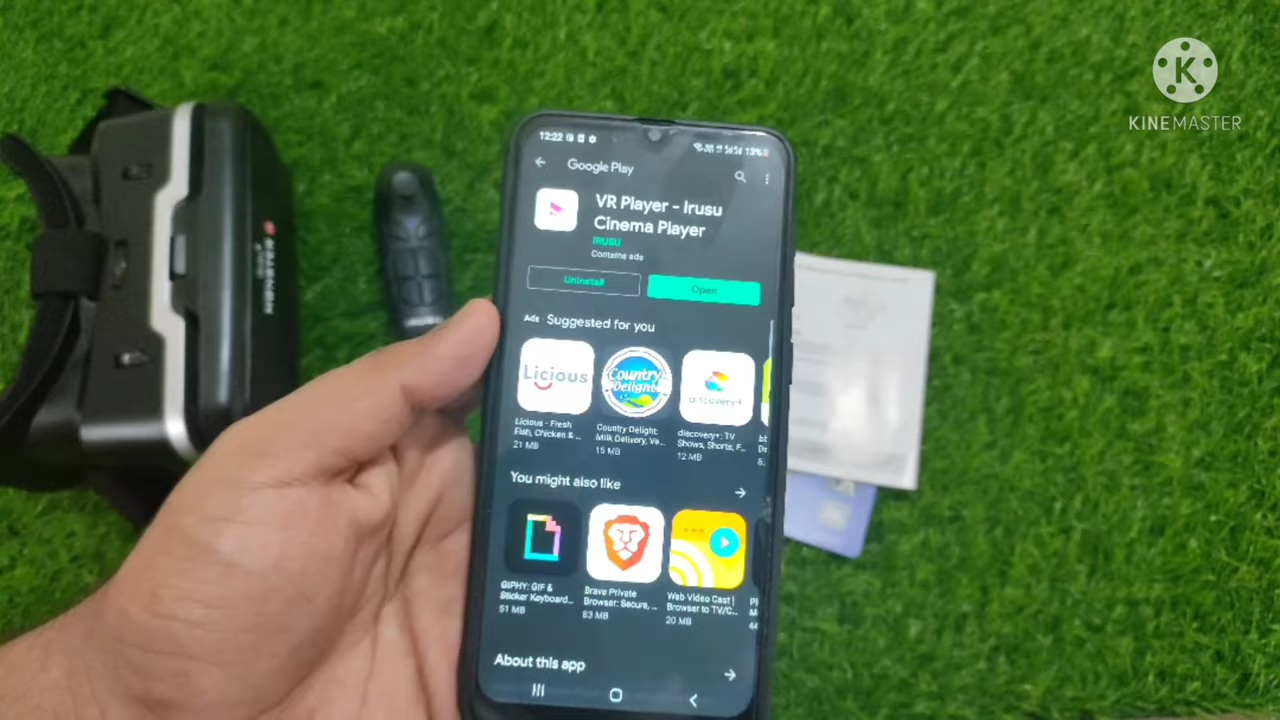 KINEMASTER
12:22
13%
Google Play
VR Player - Irusu
Cinema Player
IRUSU
Contains ads
Uninstall
Open
Ads · Suggested for you
Licious
Country
Delight
discovery+
Licious - Fresh
Fish, Chicken & ...
21 MB
Country Delight:
Milk Delivery, Ve...
15 MB
discovery+: TV
Shows, Shorts, F...
12 MB
You might also like
GIPHY: GIF &
Sticker Keyboard...
51 MB
Brave Private
Browser: Secure, ...
83 MB
Web Video Cast |
Browser to TV/C...
20 MB
About this app
MONSTER